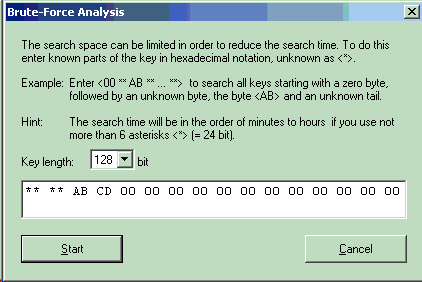 Brute-Force Analysis
The search space can be limited in order to reduce the search time. To do this
enter known parts of the key in hexadecimal notation, unknown as <*>.
Example: Enter <00 ** AB ** ... **> to search all keys starting with a zero byte,
followed by an unknown byte, the byte <AB> and an unknown tail.
Hint: The search time will be in the order of minutes to hours if you use not
more than 6 asterisks <*> (= 24 bit).
Key length: 128 bit
** ** AB CD 00 00 00 00 00 00 00 00 00 00 00 00
Start Cancel